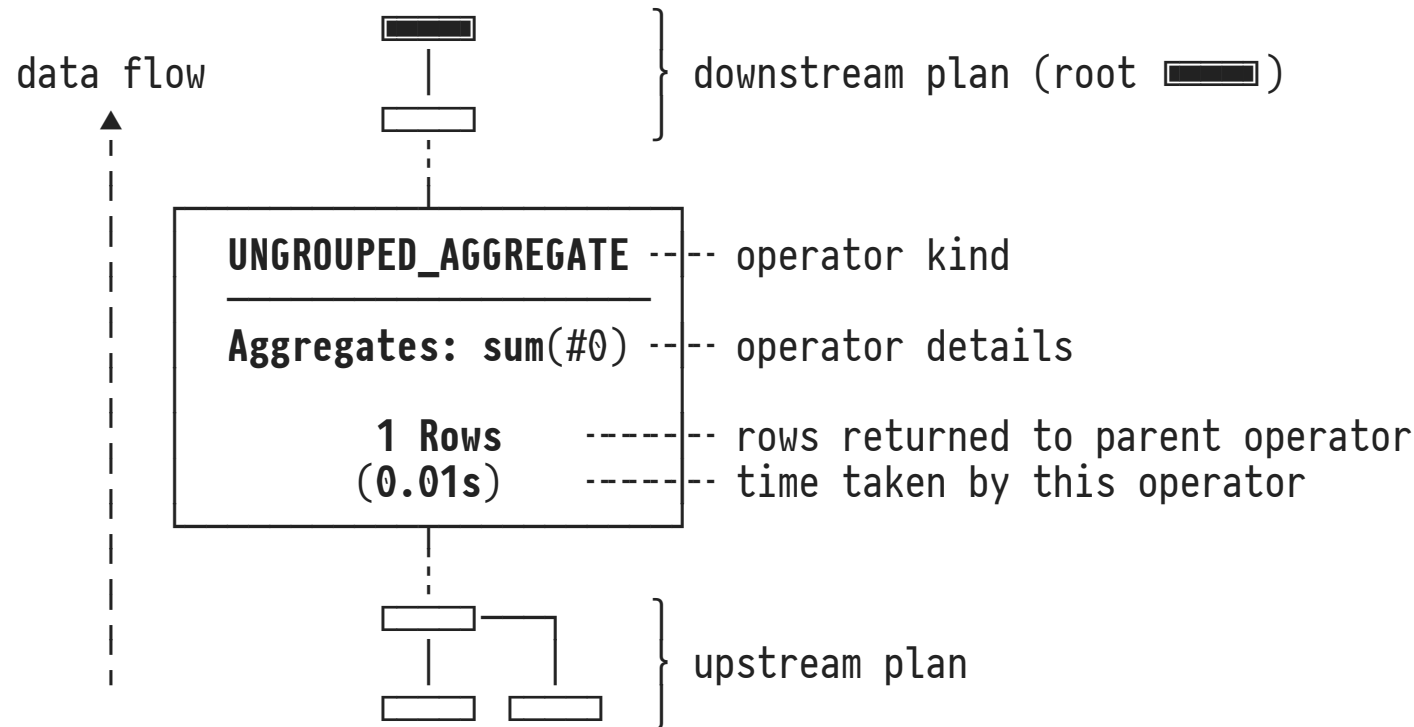 data flow
downstream plan (root )
UNGROUPED_AGGREGATE ---- operator kind
Aggregates: sum(#0) ---- operator details
1 Rows ------- rows returned to parent operator
(0.01s) ------- time taken by this operator
upstream plan